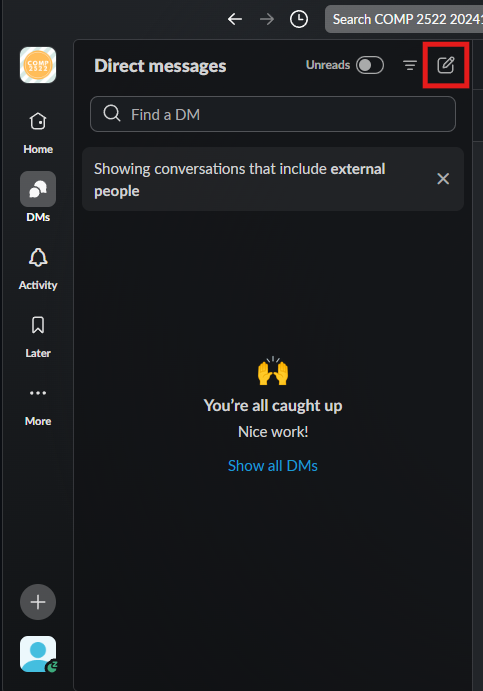 Search COMP 2522 20241
COMP
2522
Direct messages
Unreads
Find a DM
Home
Showing conversations that include external
people
DMs
Activity
Later
More
You're all caught up
Nice work!
Show all DMs
z